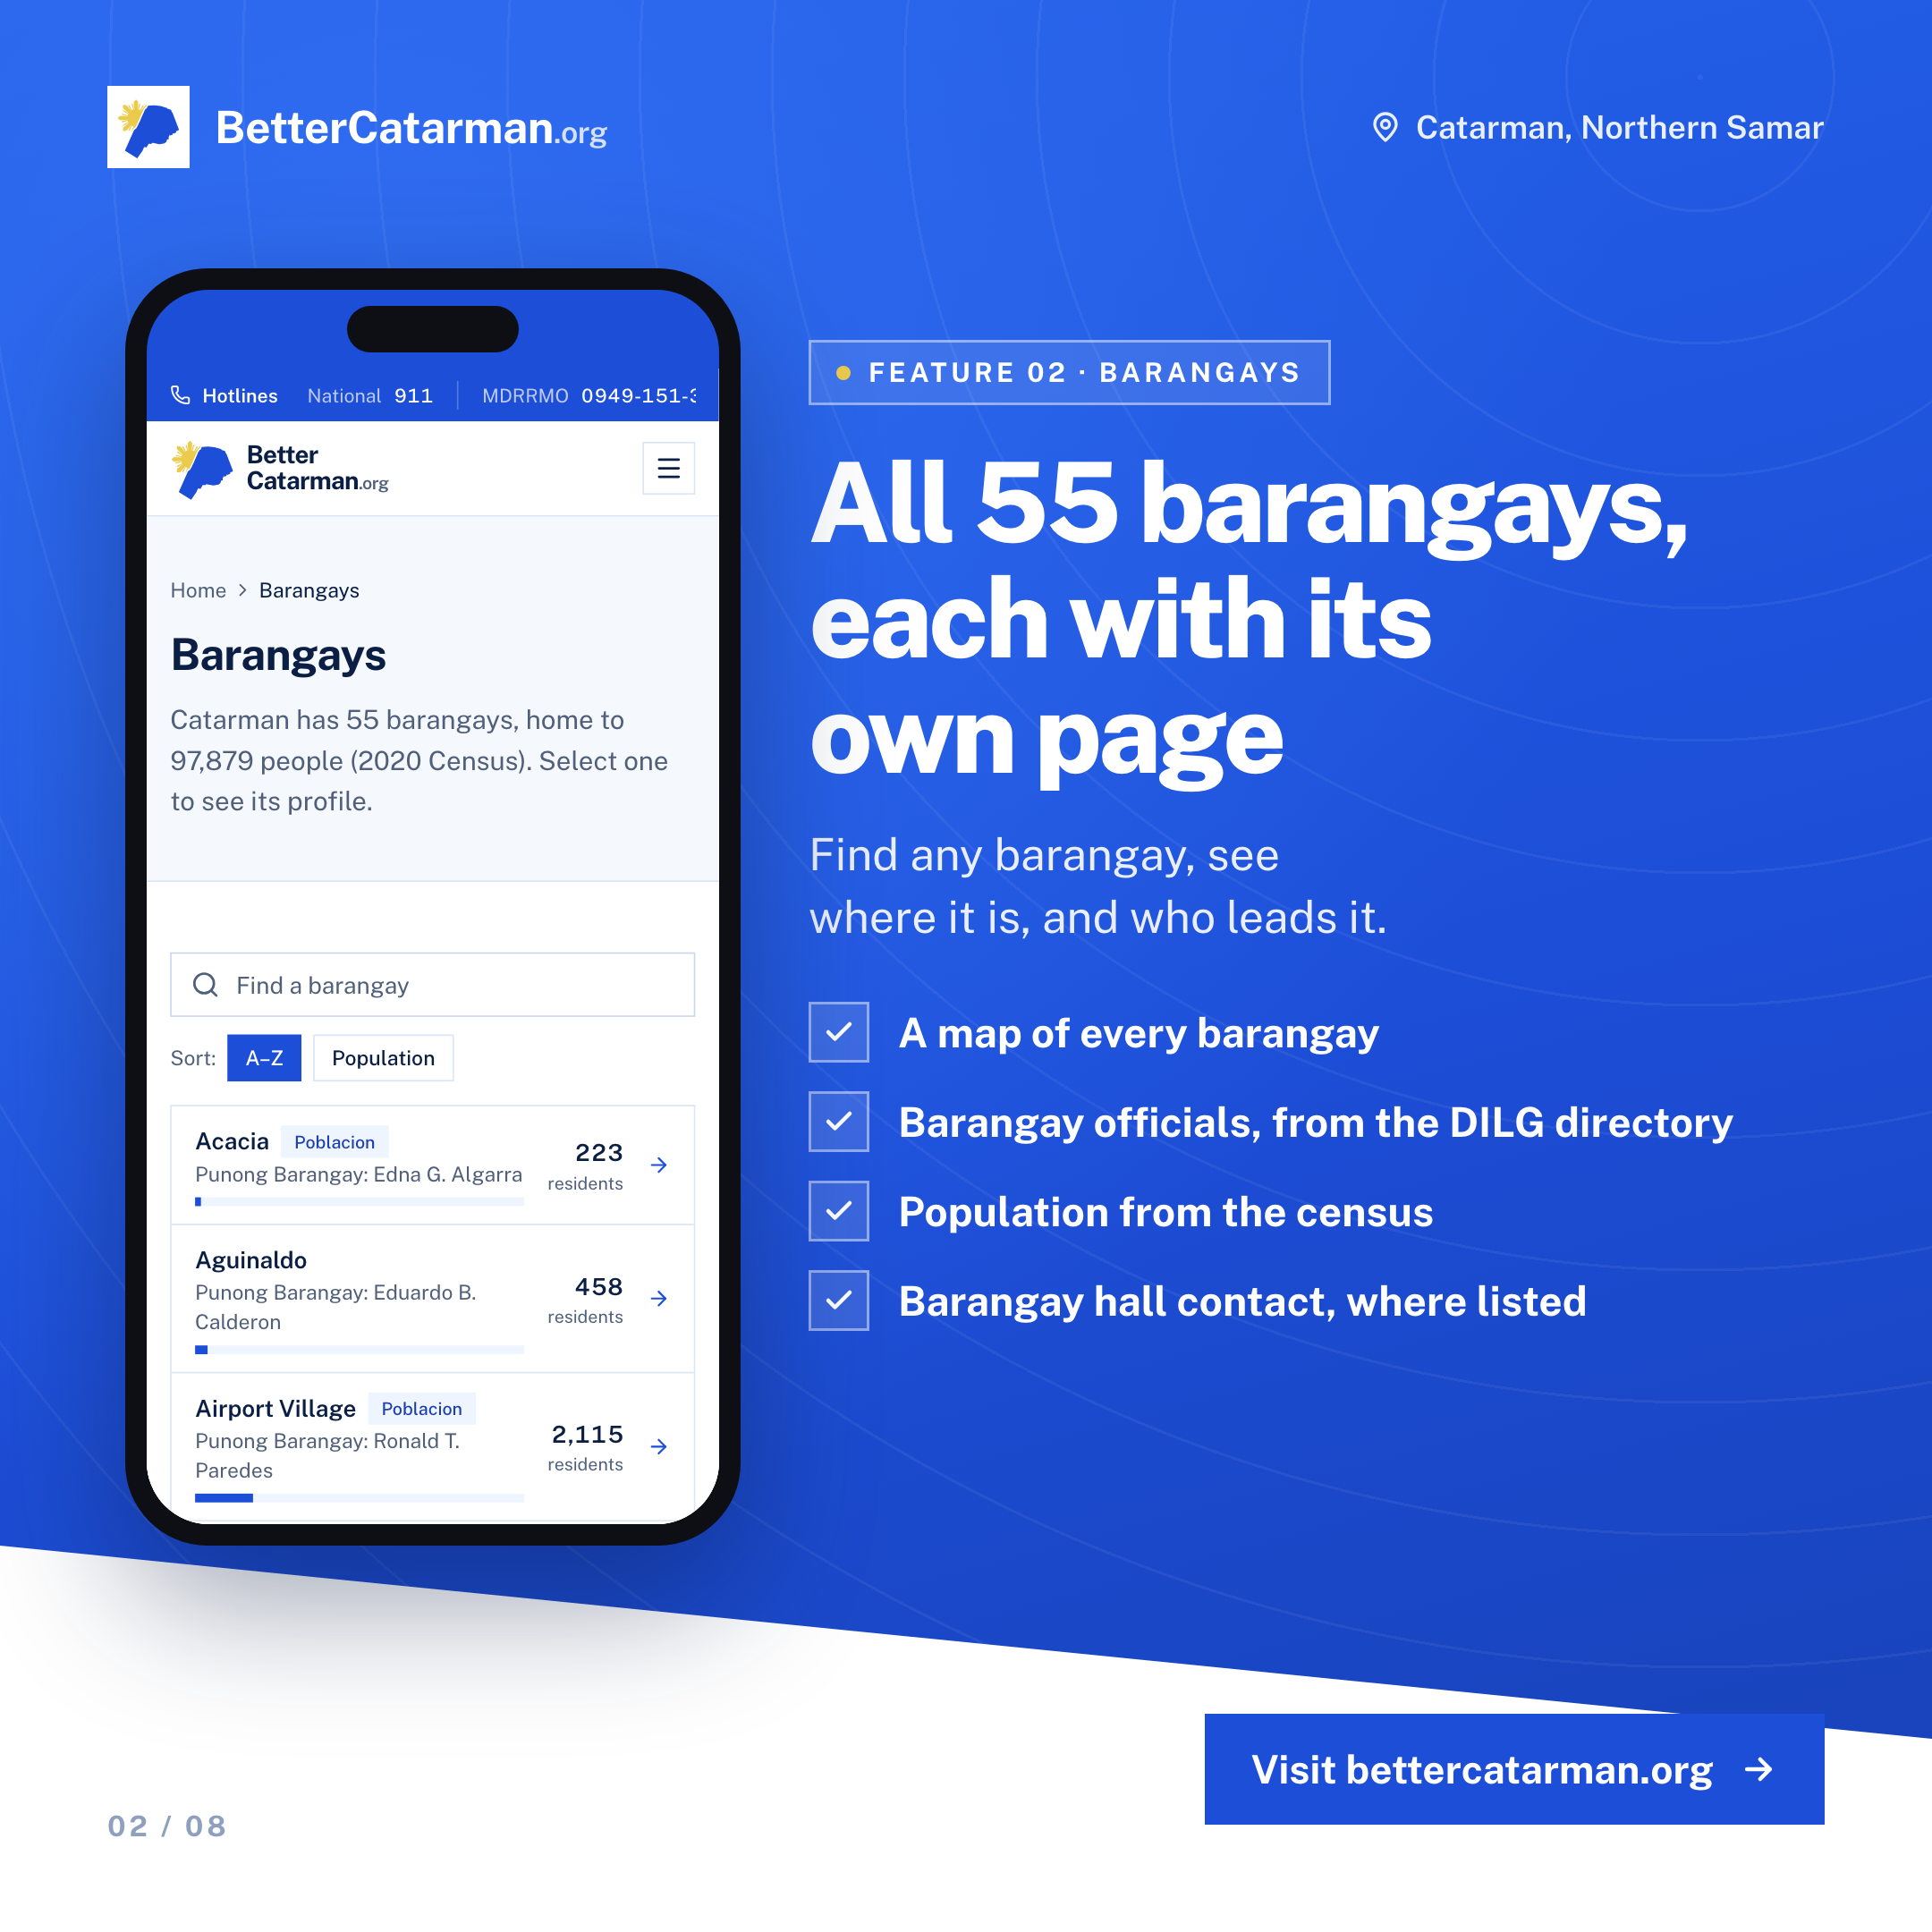 BetterCatarman.org
Catarman, Northern Samar
Hotlines National 911 MDRRMO 0949-151-3
Better
Catarman.org
Home > Barangays
Barangays
Catarman has 55 barangays, home to
97,879 people (2020 Census). Select one
to see its profile.
Find a barangay
Sort: A–Z Population
Acacia Poblacion
Punong Barangay: Edna G. Algarra
223
residents
Aguinaldo
Punong Barangay: Eduardo B.
Calderon
458
residents
Airport Village Poblacion
Punong Barangay: Ronald T.
Paredes
2,115
residents
FEATURE 02 · BARANGAYS
All 55 barangays,
each with its
own page
Find any barangay, see
where it is, and who leads it.
A map of every barangay
Barangay officials, from the DILG directory
Population from the census
Barangay hall contact, where listed
02 / 08
Visit bettercatarman.org →